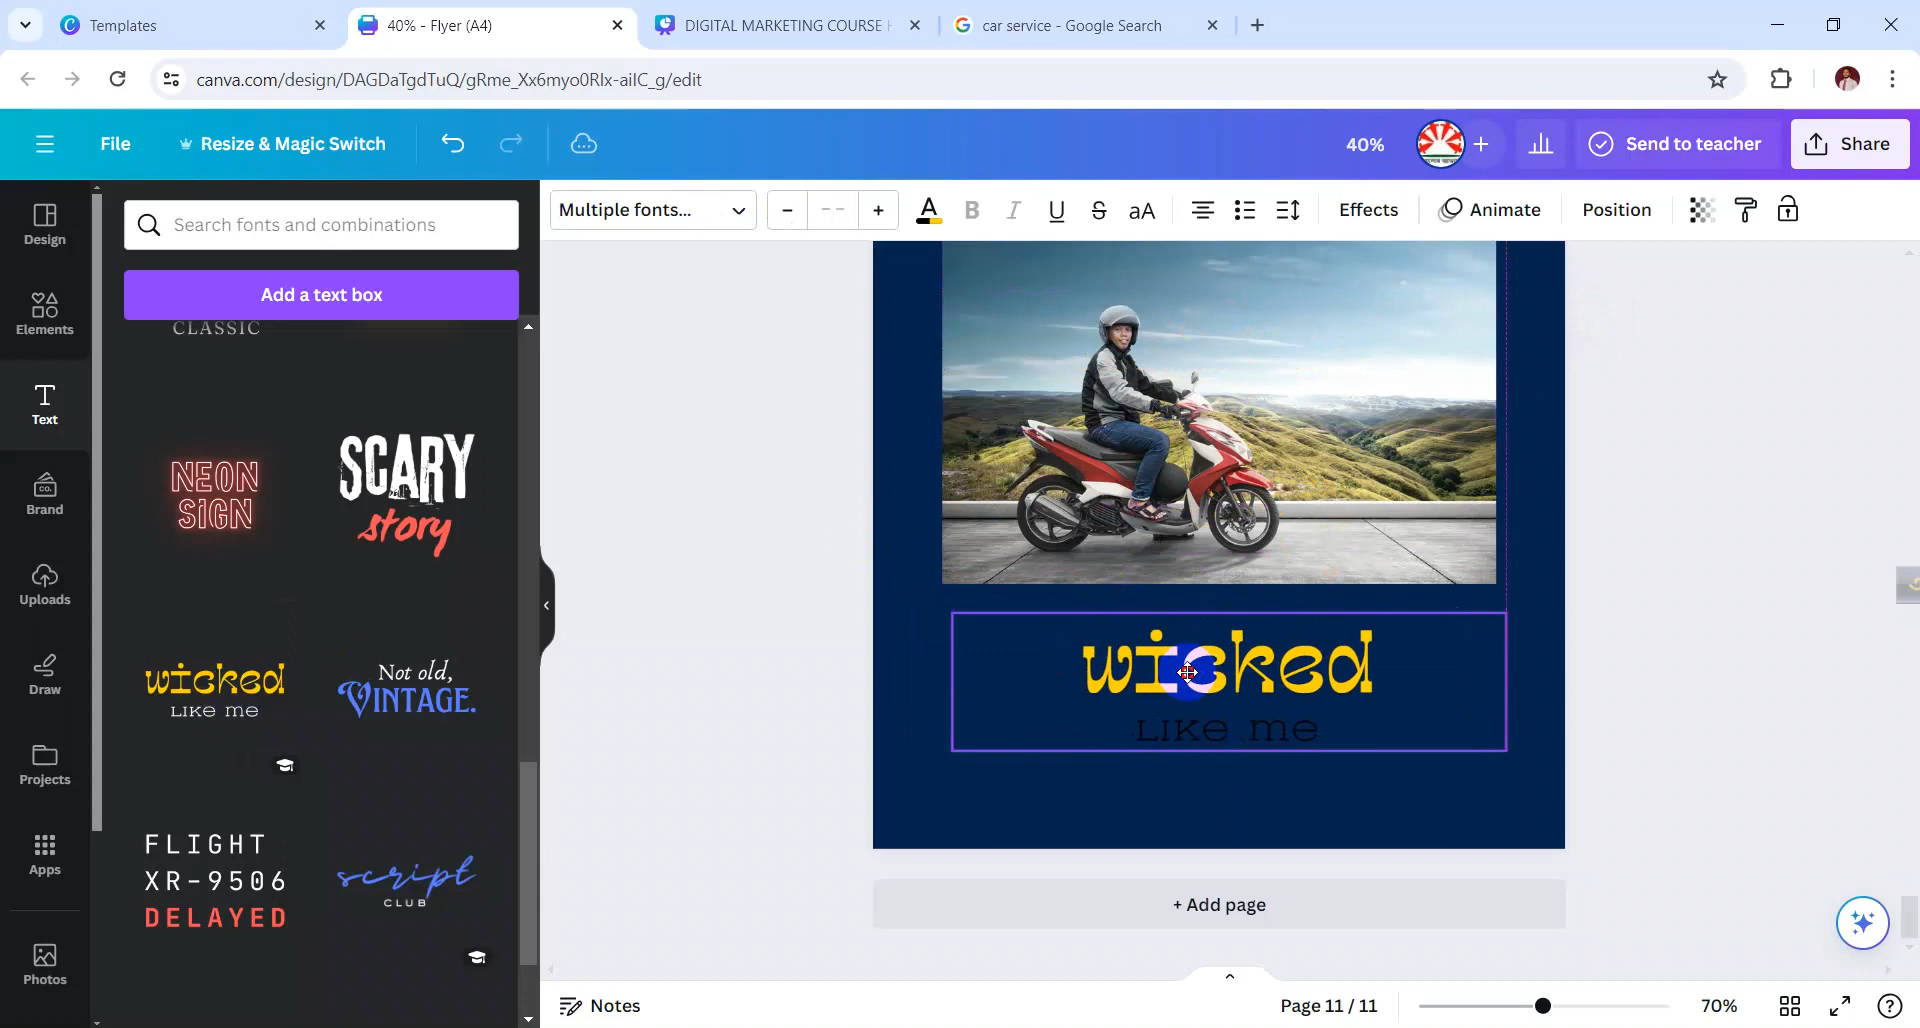 Templates
40% - Flyer (A4)
DIGITAL MARKETING COURSE
car service - Google Search
canva.com/design/DAGDaTgdTuQ/gRme_Xx6myo0RIx-ailC_g/edit
File
Resize & Magic Switch
40%
Send to teacher
Share
Multiple fonts...
- -
aA
Effects
Animate
Position
Search fonts and combinations
Add a text box
Design
Elements
Text
Brand
Uploads
Draw
Projects
Apps
Photos
CLASSIC
NEON
SIGN
SCARY
story
wicked
LIKE me
Not old,
VINTAGE.
FLIGHT
XR-9506
DELAYED
script
CLUB
wicked
LIKE me
+ Add page
Notes
Page 11 / 11
70%